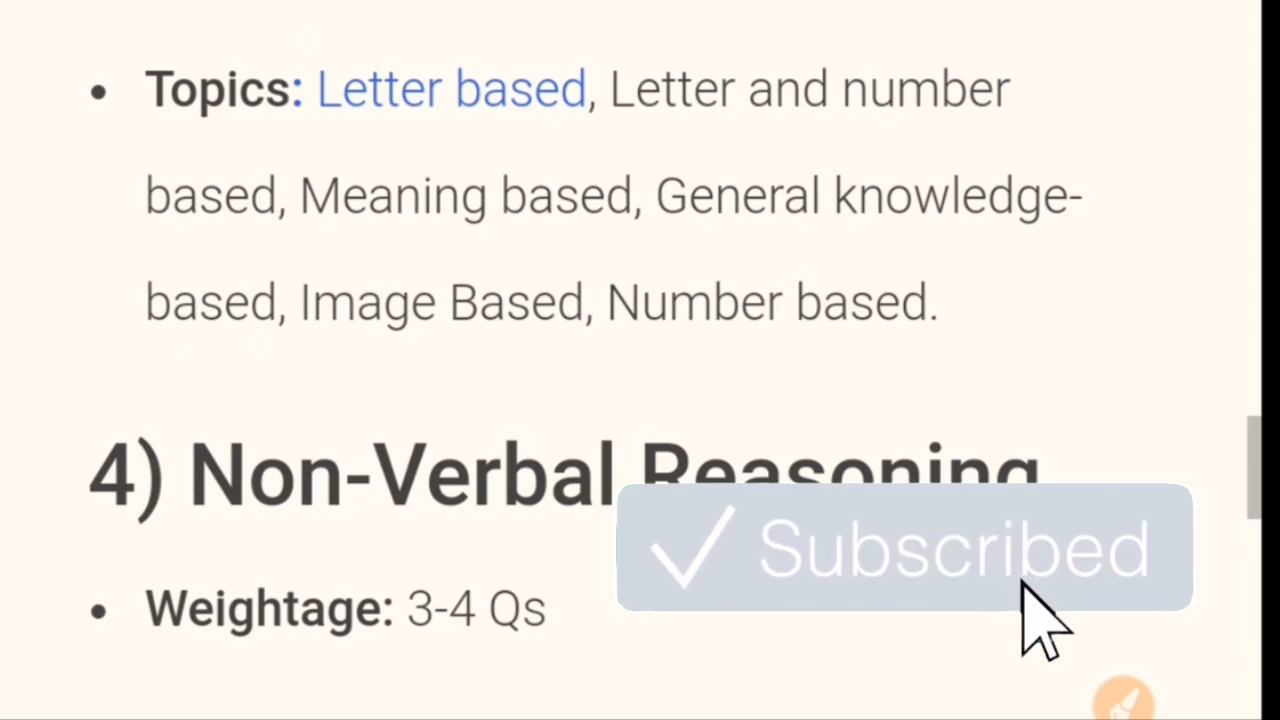 • Topics: Letter based, Letter and number
based, Meaning based, General knowledge-
based, Image Based, Number based.
4) Non-Verbal Reasoning
Subscribed
• Weightage: 3-4 Qs